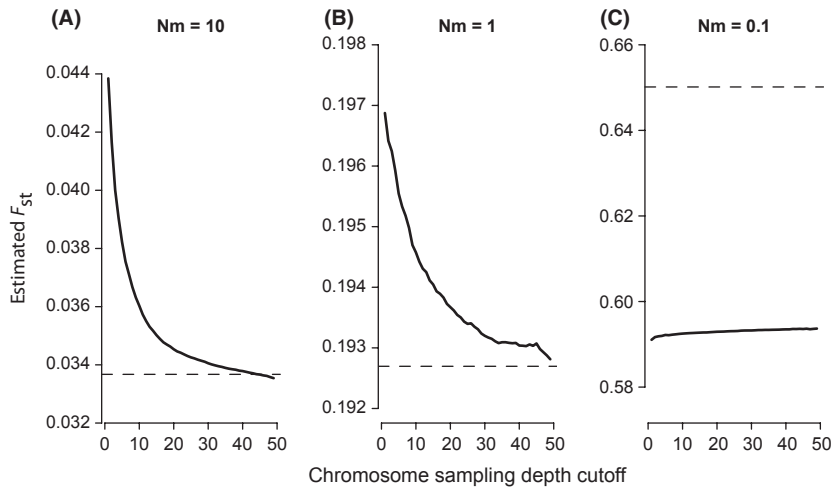 (A)
Nm = 10
(B)
Nm = 1
(C)
Nm = 0.1
Estimated Fst
0.044
0.042
0.040
0.038
0.036
0.034
0.032
0 10 20 30 40 50
0.198
0.197
0.196
0.195
0.194
0.193
0.192
0 10 20 30 40 50
0.66
0.64
0.62
0.60
0.58
0 10 20 30 40 50
Chromosome sampling depth cutoff